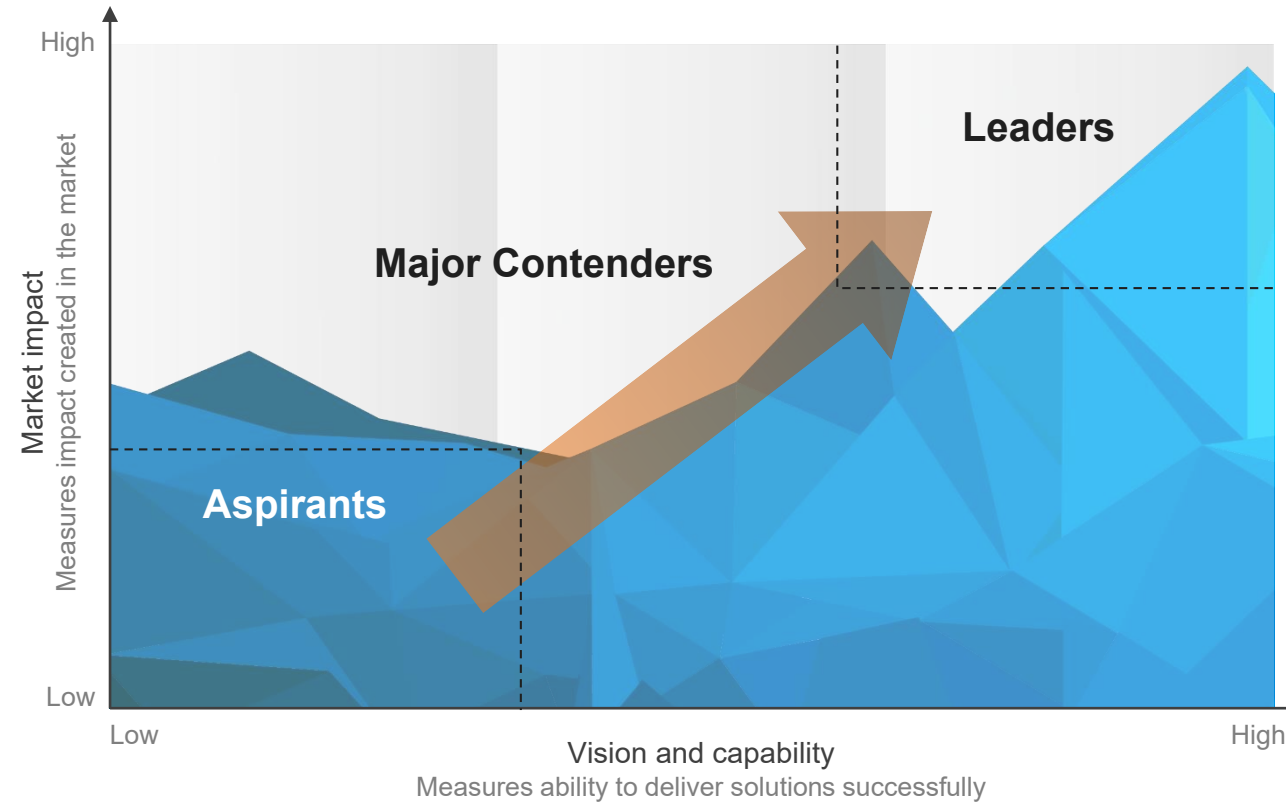 High
Market impact
Measures impact created in the market
Leaders
Major Contenders
Aspirants
Low
Low
High
Vision and capability
Measures ability to deliver solutions successfully